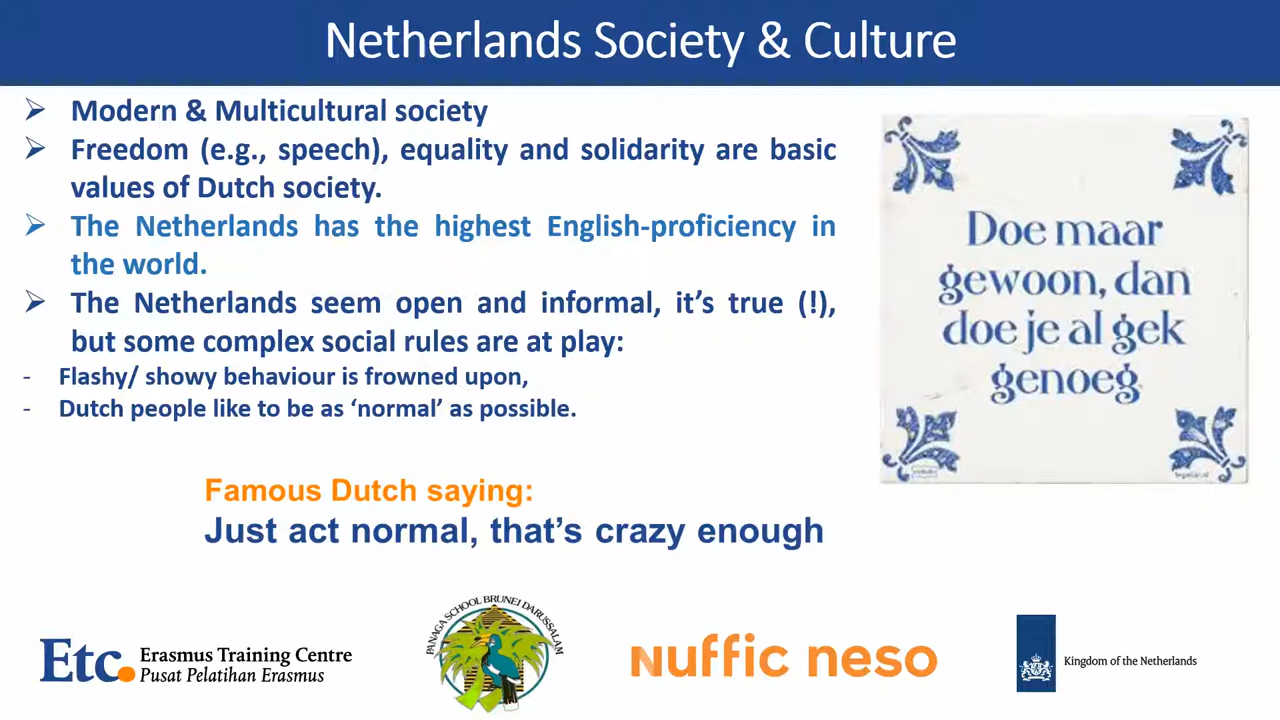 Netherlands Society & Culture
Modern & Multicultural society
Freedom (e.g., speech), equality and solidarity are basic
values of Dutch society.
The Netherlands has the highest English-proficiency in
the world.
The Netherlands seem open and informal, it's true (!),
but some complex social rules are at play:
- Flashy/ showy behaviour is frowned upon,
- Dutch people like to be as ‘normal’ as possible.
Doe maar
gewoon, dan
doe je al gek
genoeg
Famous Dutch saying:
Just act normal, that's crazy enough
Etc. Erasmus Training Centre
Pusat Pelatihan Erasmus
PANAGA SCHOOL BRUNEI DARUSSALAM
nuffic neso
Kingdom of the Netherlands